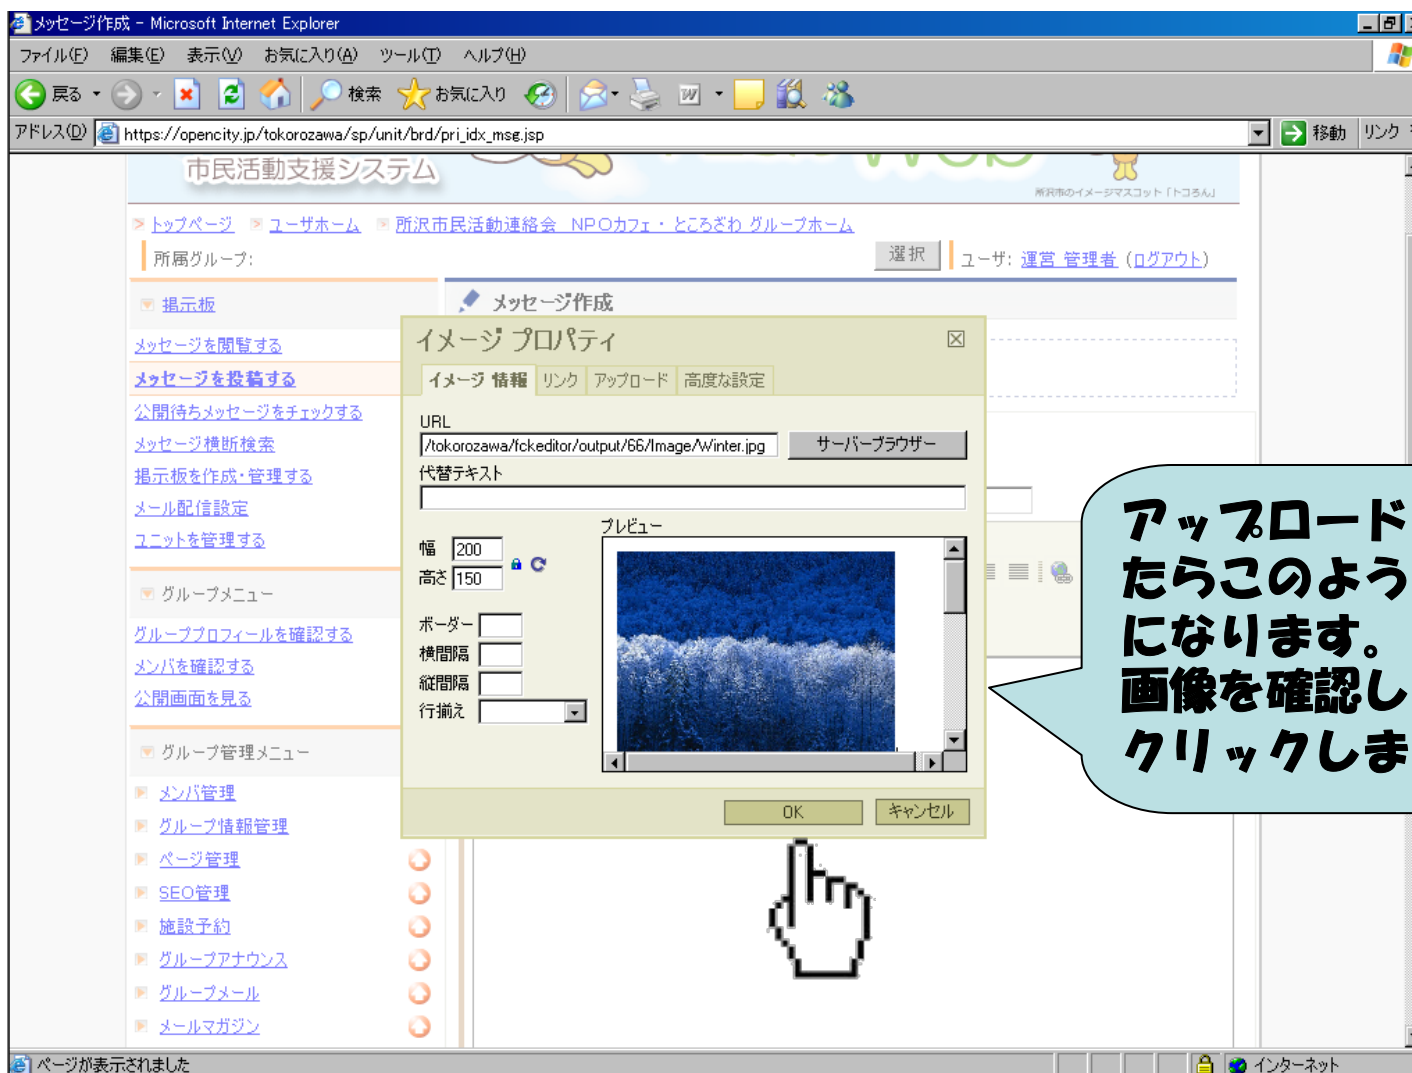 メッセージ作成 - Microsoft Internet Explorer
ファイル(F) 編集(E) 表示(V) お気に入り(A) ツール(T) ヘルプ(H)
戻る 検索 お気に入り
アドレス(D) https://opencity.jp/tokorozawa/sp/unit/brd/pri_idx_msg.jsp 移動 リンク
市民活動支援システム
所沢市のイメージマスコット「トコろん」
トップページ ユーザホーム 所沢市民活動連絡会 NPOカフェ・ところざわ グループホーム
所属グループ: 選択 ユーザ: 運営 管理者 (ログアウト)
掲示板
メッセージ作成
メッセージを閲覧する
メッセージを投稿する
公開待ちメッセージをチェックする
メッセージ横断検索
掲示板を作成・管理する
メール配信設定
ユニットを管理する
グループメニュー
グループプロフィールを確認する
メンバを確認する
公開画面を見る
グループ管理メニュー
メンバ管理
グループ情報管理
ページ管理
SEO管理
施設予約
グループアナウンス
グループメール
メールマガジン
イメージ プロパティ
イメージ 情報 リンク アップロード 高度な設定
URL
/tokorozawa/fckeditor/output/66/Image/Winter.jpg サーバーブラウザー
代替テキスト
プレビュー
幅 200
高さ 150
ボーダー
横間隔
縦間隔
行揃え
OK キャンセル
アップロード
たらこのよう
になります。
画像を確認し
クリックしま
ページが表示されました インターネット